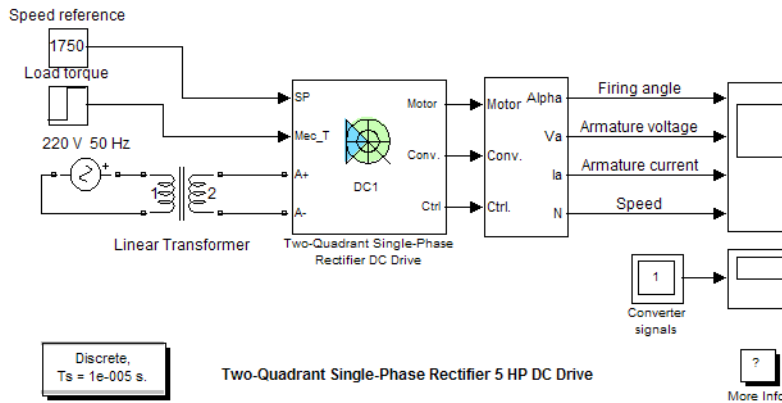 Speed reference
1750
Load torque
220 V 50 Hz
+
1
2
Linear Transformer
SP
Mec_T
A+
A-
Motor
Conv.
Ctrl
DC1
Two-Quadrant Single-Phase
Rectifier DC Drive
Motor
Conv.
Ctrl.
Alpha
Va
Ia
N
Firing angle
Armature voltage
Armature current
Speed
1
Converter
signals
Discrete,
Ts = 1e-005 s.
Two-Quadrant Single-Phase Rectifier 5 HP DC Drive
?
More Info